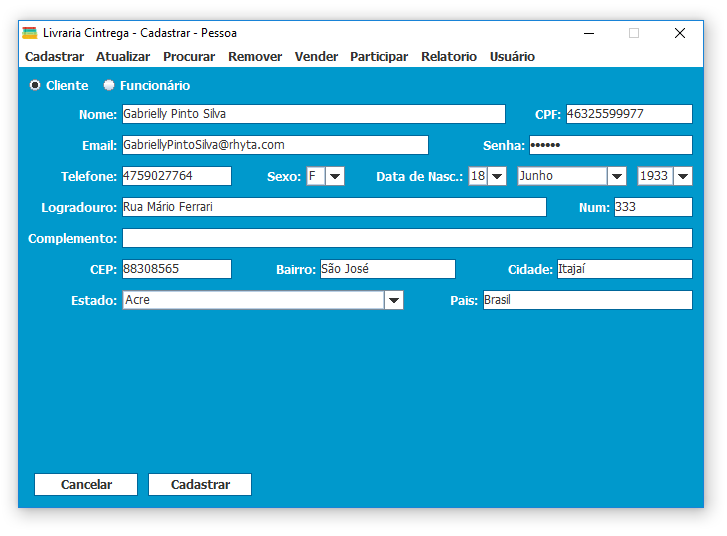 Livraria Cintrega - Cadastrar - Pessoa
Cadastrar Atualizar Procurar Remover Vender Participar Relatorio Usuário
Cliente Funcionário
Nome: Gabrielly Pinto Silva CPF: 46325599977
Email: GabriellyPintoSilva@rhyta.com Senha: ••••••
Telefone: 4759027764 Sexo: F Data de Nasc.: 18 Junho 1933
Logradouro: Rua Mário Ferrari Num: 333
Complemento:
CEP: 88308565 Bairro: São José Cidade: Itajaí
Estado: Acre Pais: Brasil
Cancelar Cadastrar